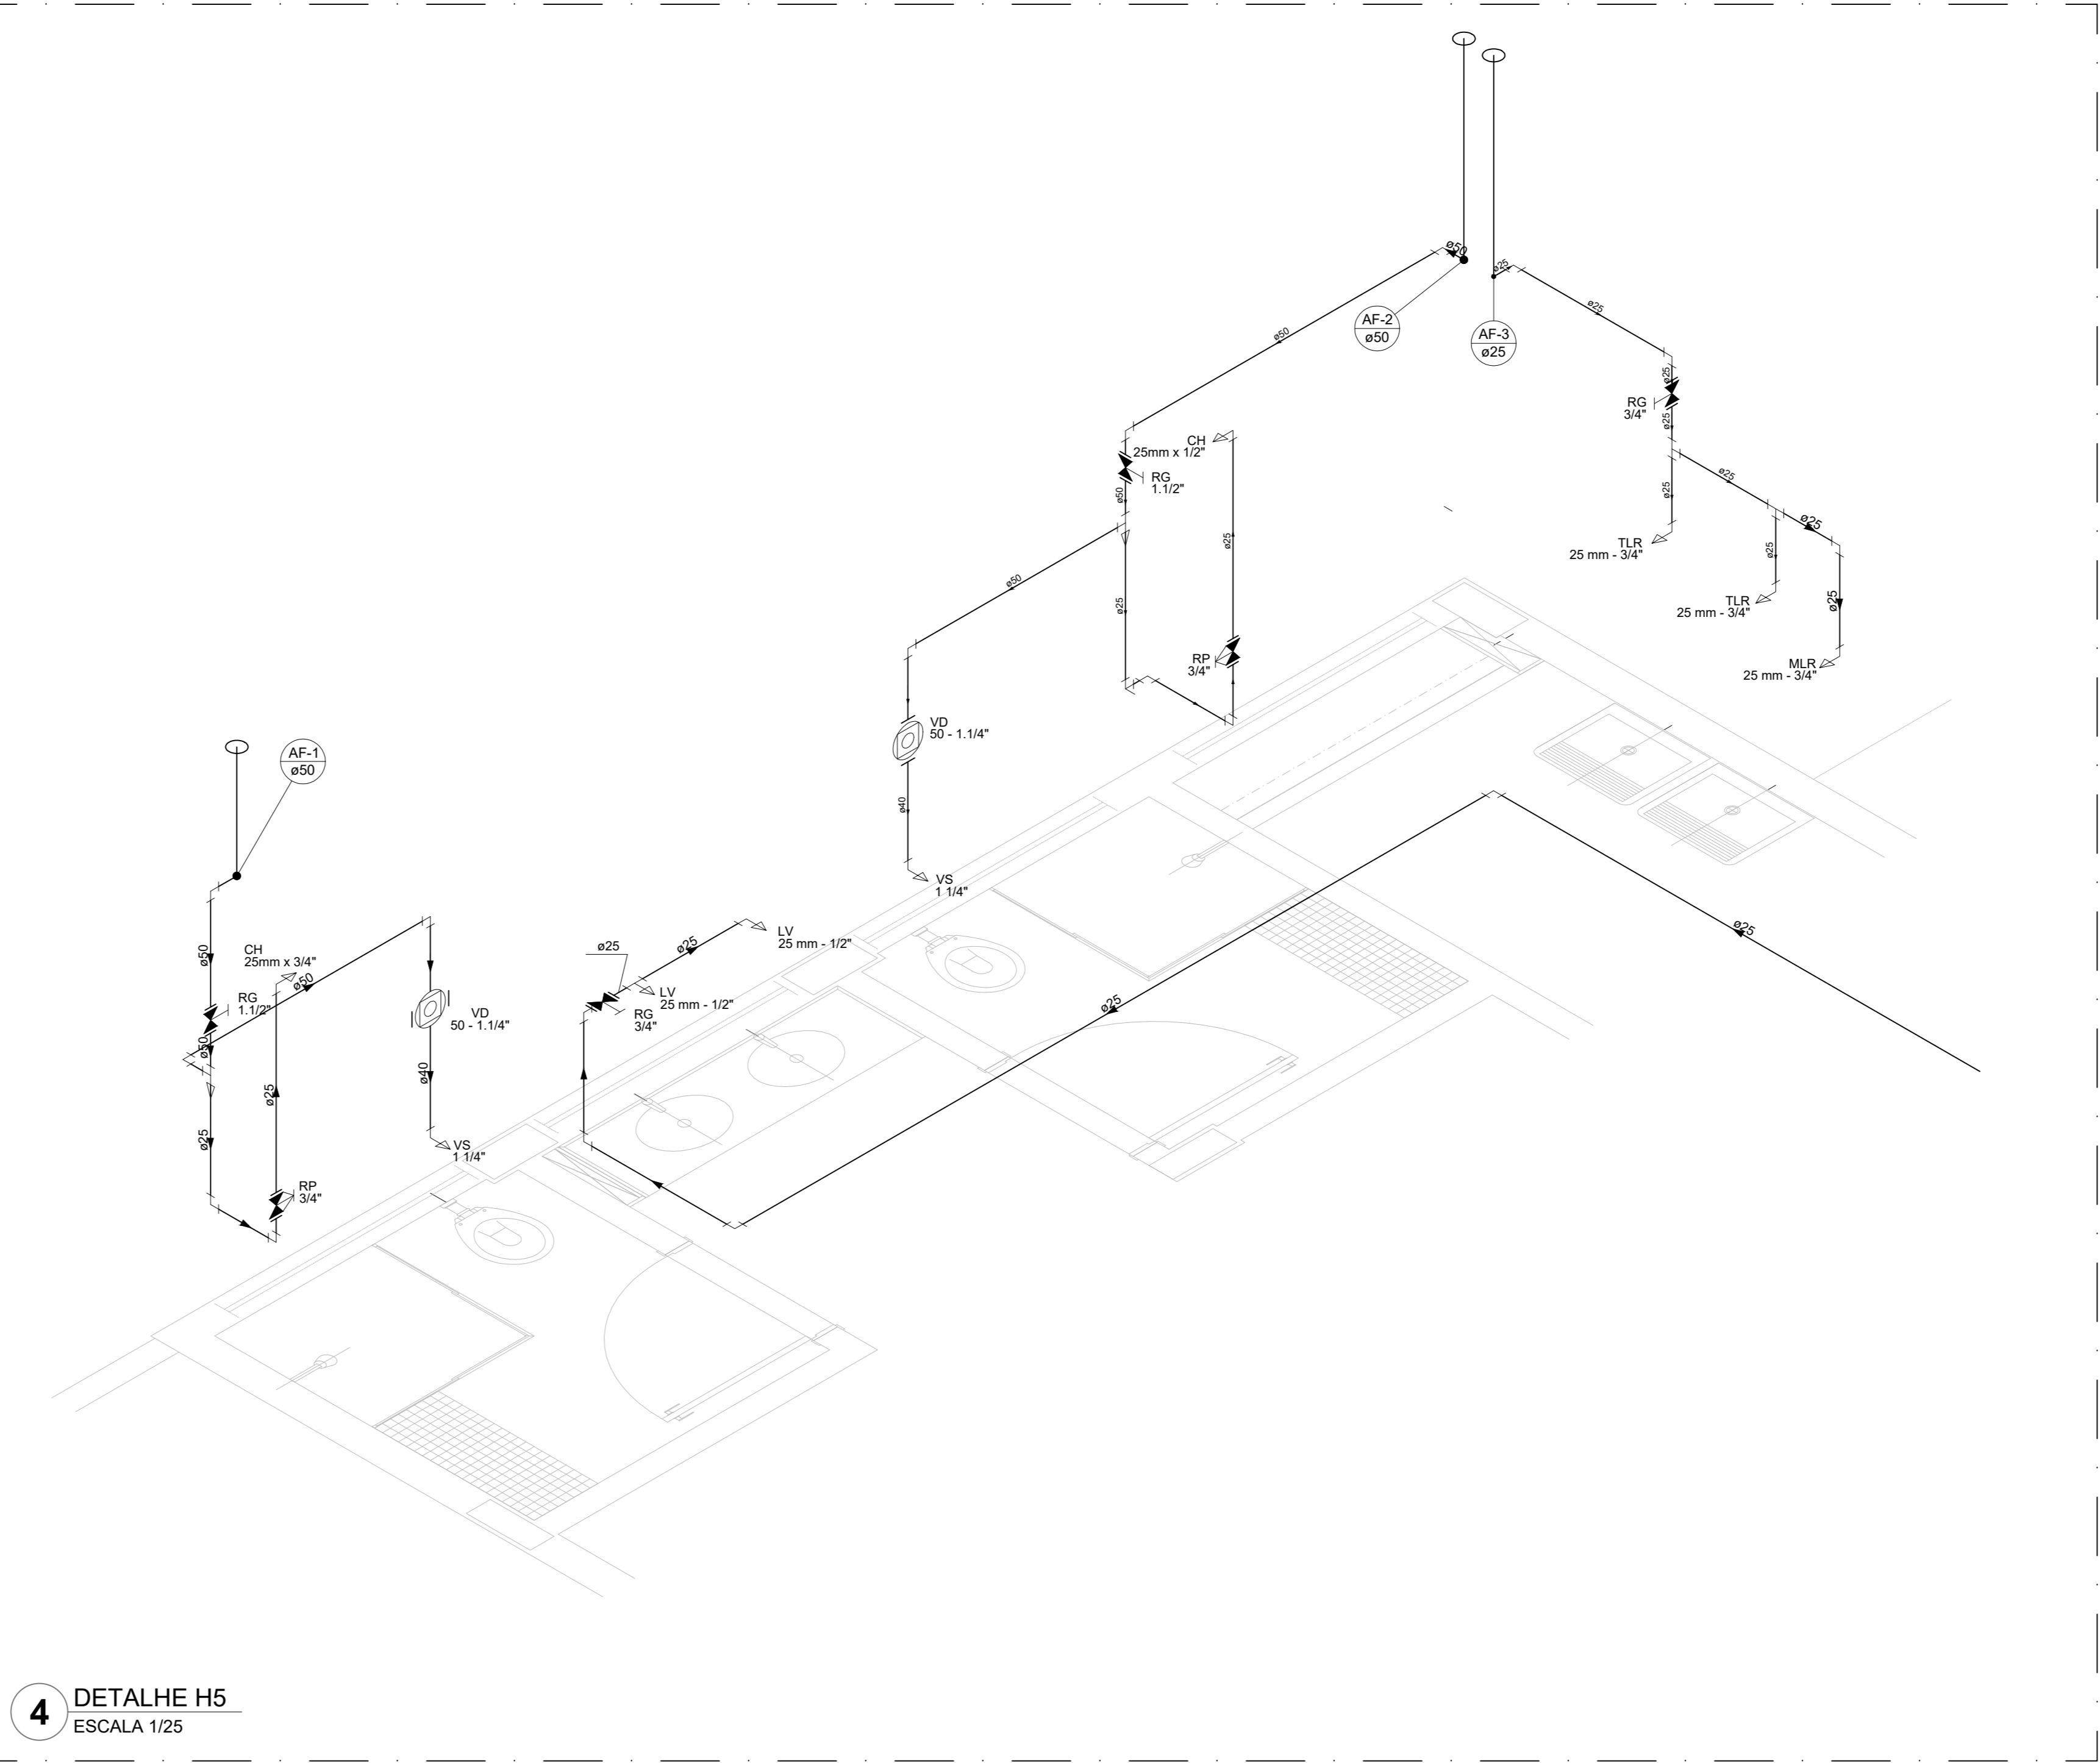 ø50
ø25
ø25
AF-2
ø50
AF-3
ø25
ø50
ø25
RG
3/4"
ø25
CH
25mm x 1/2"
RG
1.1/2"
ø50
ø25
ø25
ø25
ø25
TLR
25 mm - 3/4"
ø25
ø50
ø25
TLR
25 mm - 3/4"
ø25
ø25
RP
3/4"
MLR
25 mm - 3/4"
VD
50 - 1.1/4"
ø40
VS
1 1/4"
AF-1
ø50
ø50
CH
25mm x 3/4"
ø50
RG
1.1/2"
ø50
VD
50 - 1.1/4"
ø25
ø25
LV
25 mm - 1/2"
LV
25 mm - 1/2"
RG
3/4"
ø25
ø25
ø40
ø25
ø25
VS
1 1/4"
RP
3/4"
4
DETALHE H5
ESCALA 1/25